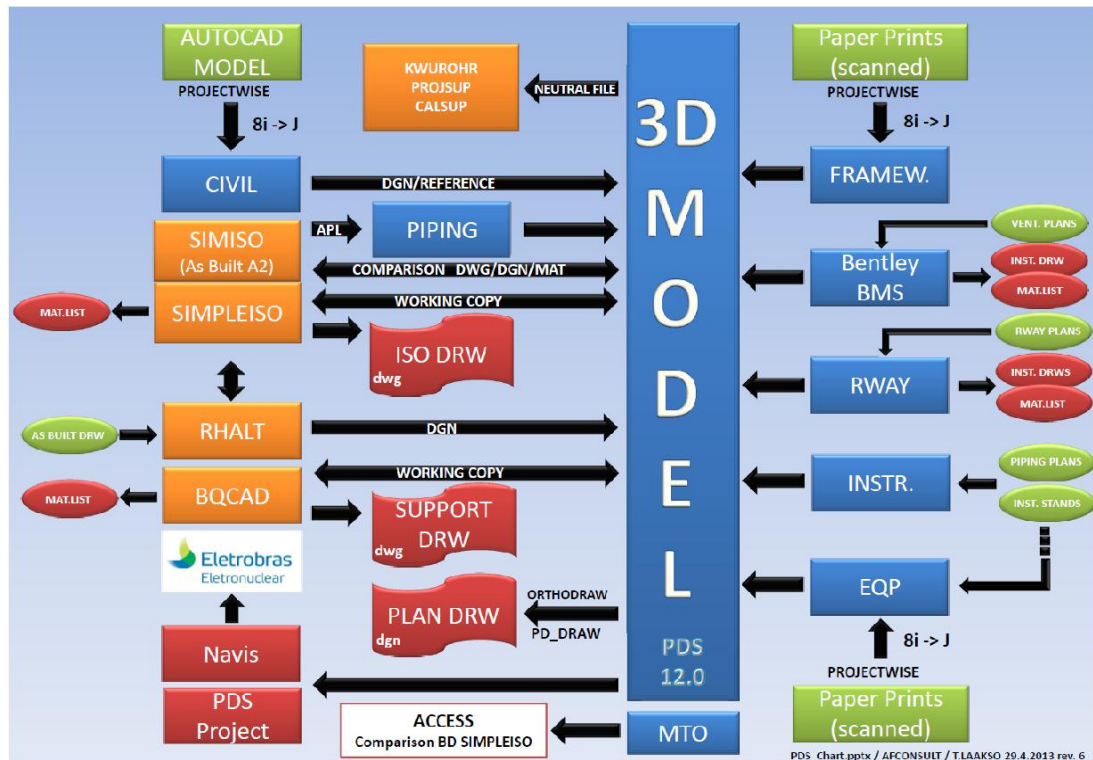 AUTOCAD
MODEL
PROJECTWISE
8i -> J
CIVIL
SIMISO
(As Built A2)
SIMPLEISO
MAT.LIST
RHALT
AS BUILT DRW
BQCAD
MAT.LIST
Eletrobras
Eletronuclear
Navis
PDS
Project
KWUROHR
PROJSUP
CALSUP
NEUTRAL FILE
DGN/REFERENCE
APL
PIPING
COMPARISON DWG/DGN/MAT
WORKING COPY
ISO DRW
dwg
DGN
WORKING COPY
SUPPORT
DRW
dwg
PLAN DRW
dgn
ORTHODRAW
PD_DRAW
ACCESS
Comparison BD SIMPLEISO
3D
M
O
D
E
L
PDS
12.0
MTO
Paper Prints
(scanned)
PROJECTWISE
8i -> J
FRAMEW.
VENT. PLANS
Bentley
BMS
INST. DRW
MAT.LIST
RWAY PLANS
RWAY
INST. DRWS
MAT.LIST
INSTR.
PIPING PLANS
INST. STANDS
EQP
8i -> J
PROJECTWISE
Paper Prints
(scanned)
PDS_Chart.pptx / AFCONSULT / T.LAAKSO 29.4.2013 rev. 6